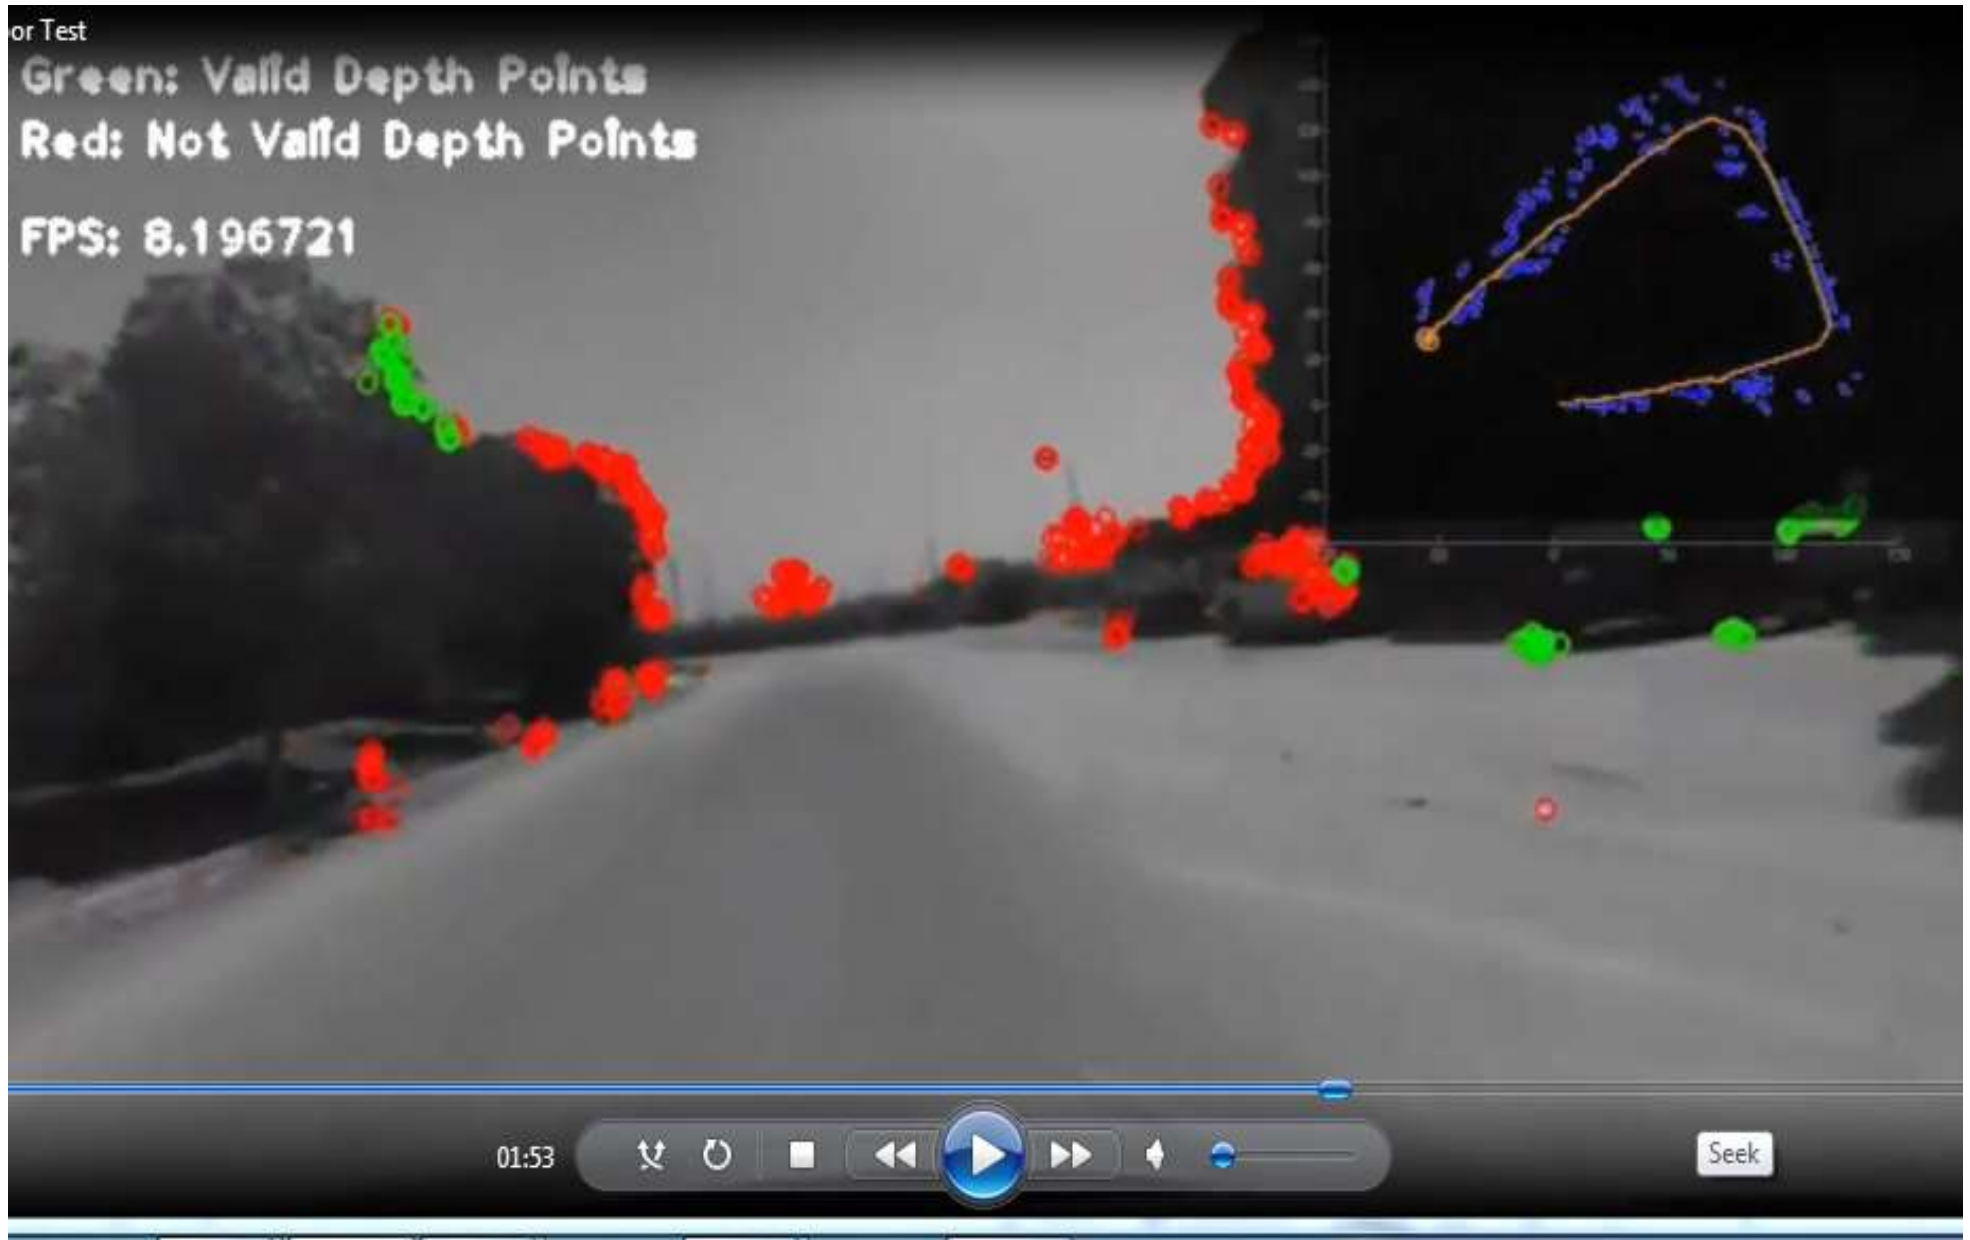 or Test
Green: Valid Depth Points
Red: Not Valid Depth Points
FPS: 8.196721
01:53
Seek